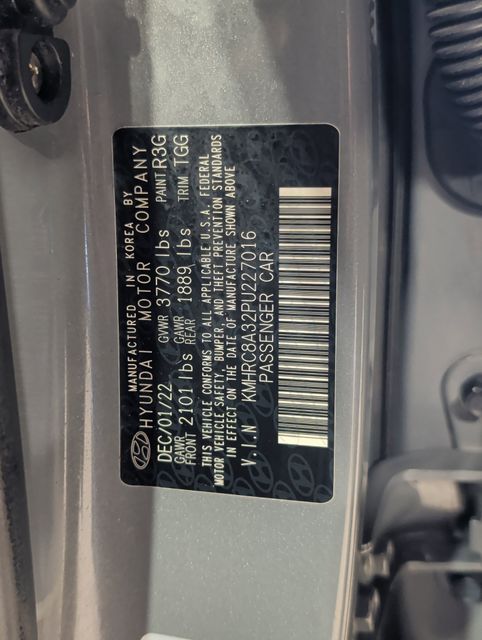 MANUFACTURED IN KOREA BY
HYUNDAI MOTOR COMPANY
DEC/01/22 GVWR 3770 lbs PAINT R3G
GAWR FRONT 2101 lbs GAWR REAR 1889 lbs TRIM TGG
THIS VEHICLE CONFORMS TO ALL APPLICABLE U.S.A. FEDERAL
MOTOR VEHICLE SAFETY, BUMPER, AND THEFT PREVENTION STANDARDS
IN EFFECT ON THE DATE OF MANUFACTURE SHOWN ABOVE
V.I.N KMHRC8A32PU227016
PASSENGER CAR